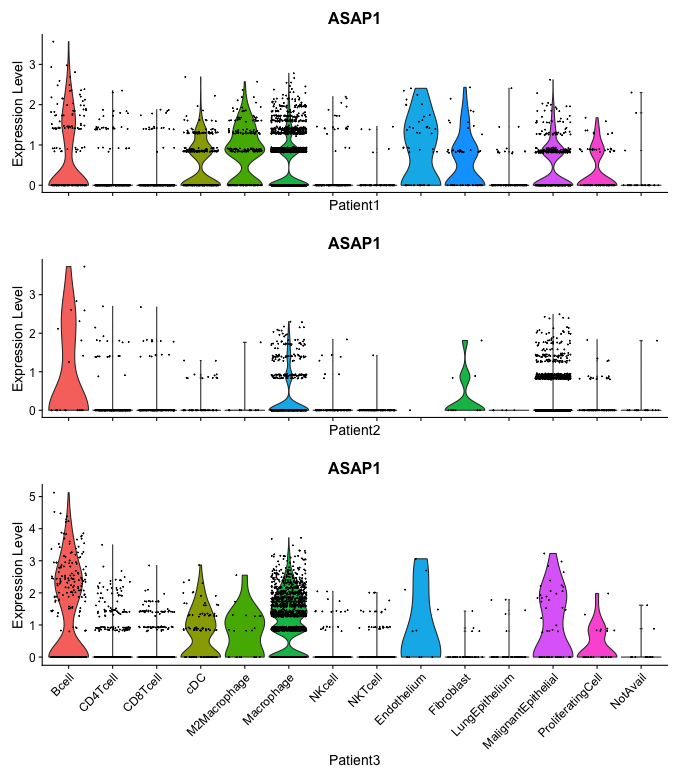 ASAP1
Expression Level
3
2
1
0
Patient1
ASAP1
Expression Level
3
2
1
0
Patient2
ASAP1
Expression Level
5
4
3
2
1
0
Bcell
CD4Tcell
CD8Tcell
cDC
M2Macrophage
Macrophage
NKcell
NKTcell
Endothelium
Fibroblast
LungEpithelium
MalignantEpithelial
ProliferatingCell
NotAvail
Patient3